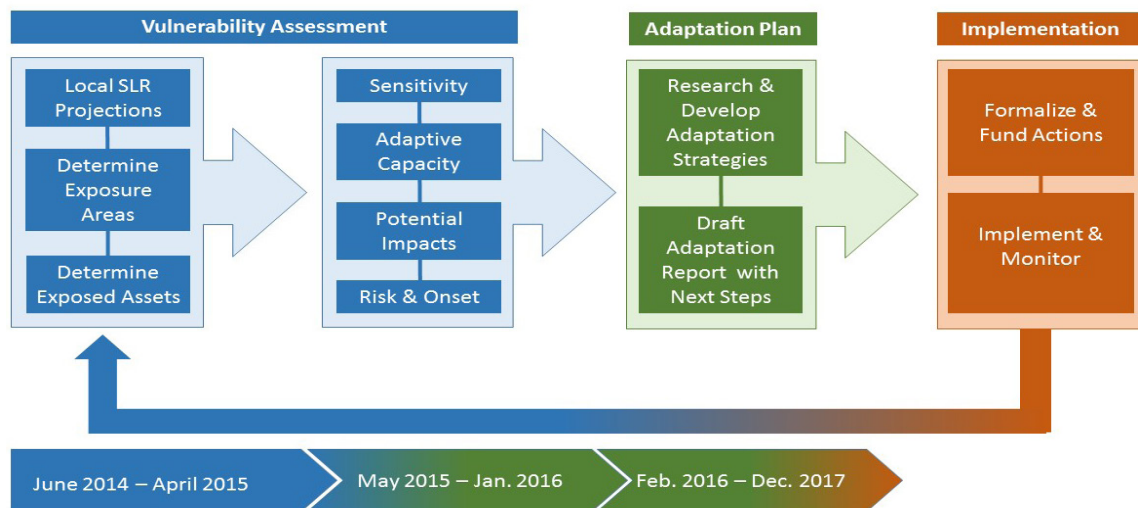 Vulnerability Assessment
Local SLR
Projections
Determine
Exposure
Areas
Determine
Exposed Assets
Sensitivity
Adaptive
Capacity
Potential
Impacts
Risk & Onset
Adaptation Plan
Research &
Develop
Adaptation
Strategies
Draft
Adaptation
Report with
Next Steps
Implementation
Formalize &
Fund Actions
Implement &
Monitor
June 2014 – April 2015
May 2015 – Jan. 2016
Feb. 2016 – Dec. 2017